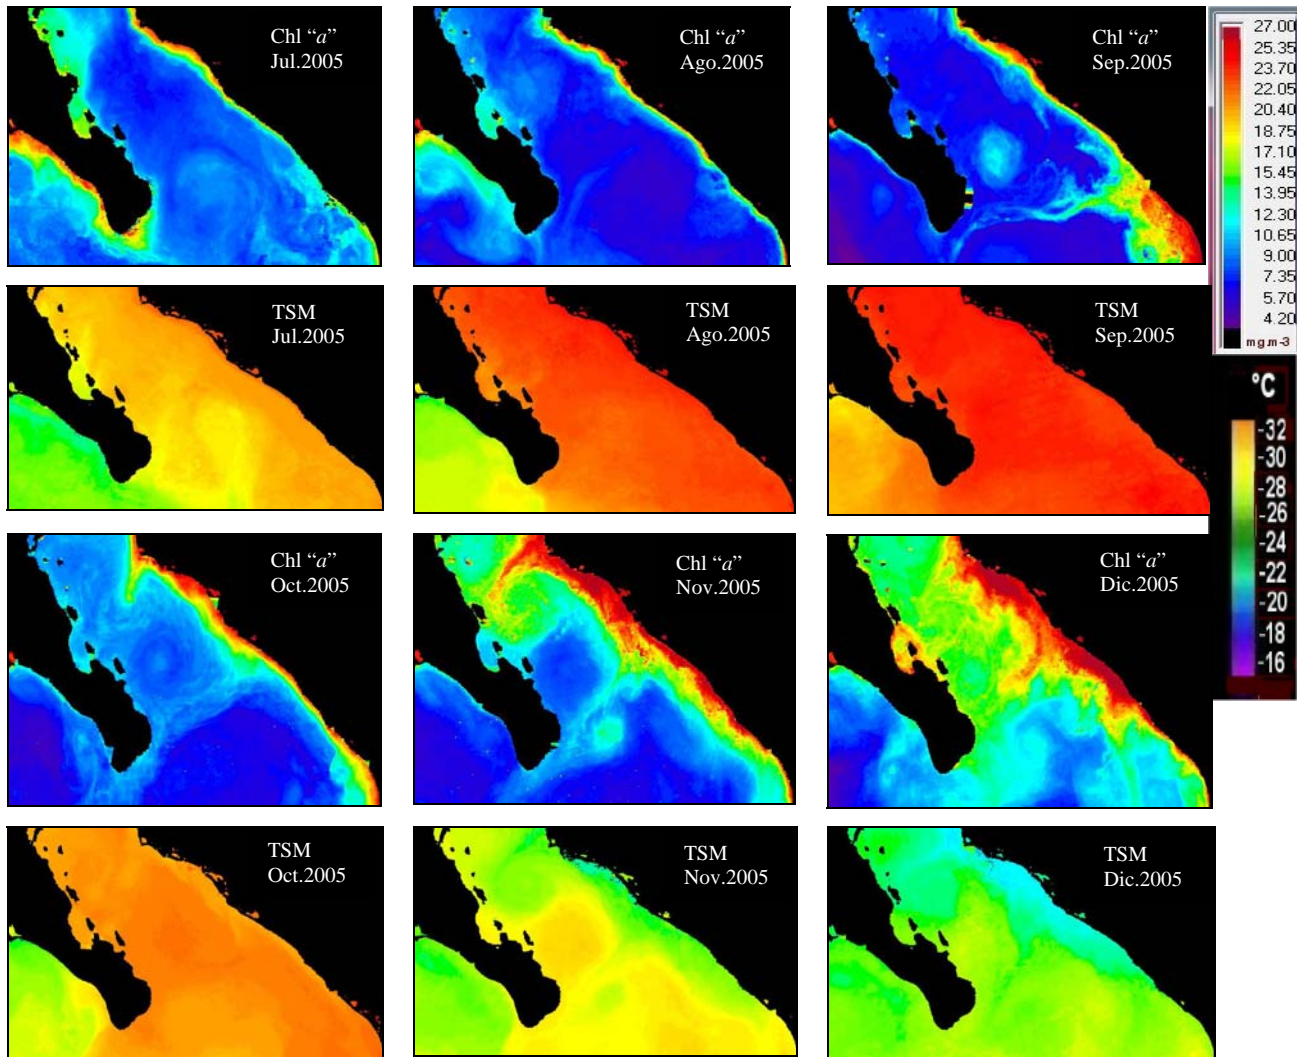 Chl “a”
Jul.2005
Chl “a”
Ago.2005
Chl “a”
Sep.2005
27.00
25.35
23.70
22.05
20.40
18.75
17.10
15.45
13.95
12.30
10.65
9.00
7.35
5.70
4.20
mg.m-3
TSM
Jul.2005
TSM
Ago.2005
TSM
Sep.2005
°C
-32
-30
-28
-26
-24
-22
-20
-18
-16
Chl “a”
Oct.2005
Chl “a”
Nov.2005
Chl “a”
Dic.2005
TSM
Oct.2005
TSM
Nov.2005
TSM
Dic.2005